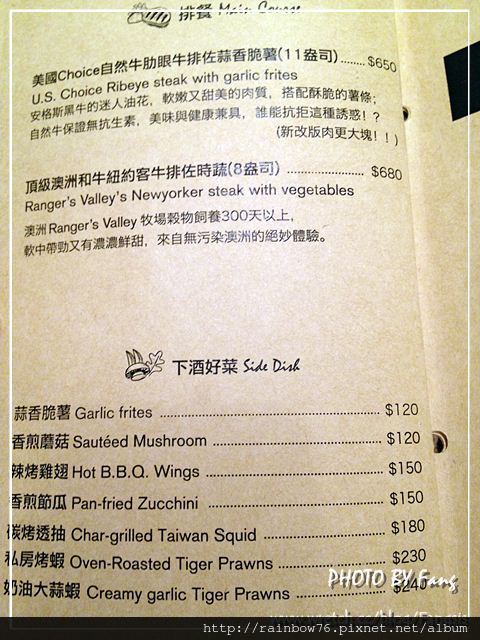 排餐 Main Course
美國Choice自然牛肋眼牛排佐蒜香脆薯(11盎司)........ $650
U.S. Choice Ribeye steak with garlic frites
安格斯黑牛的迷人油花，軟嫩又甜美的肉質，搭配酥脆的薯條；
自然牛保證無抗生素，美味與健康兼具，誰能抗拒這種誘惑！？
(新改版肉更大塊！！)
頂級澳洲和牛紐約客牛排佐時蔬(8盎司) ........................ $680
Ranger's Valley's Newyorker steak with vegetables
澳洲Ranger's Valley 牧場穀物飼養300天以上，
軟中帶勁又有濃濃鮮甜，來自無污染澳洲的絕妙體驗。
下酒好菜 Side Dish
蒜香脆薯 Garlic frites ........................ $120
香煎蘑菇 Sautéed Mushroom ........................ $120
辣烤雞翅 Hot B.B.Q. Wings ........................ $150
香煎節瓜 Pan-fried Zucchini ........................ $150
碳烤透抽 Char-grilled Taiwan Squid ........................ $180
私房烤蝦 Oven-Roasted Tiger Prawns ........................ $230
奶油大蒜蝦 Creamy garlic Tiger Prawns ........................ $240
PHOTO BY Fang
http://rainbow76.pixnet.net/album